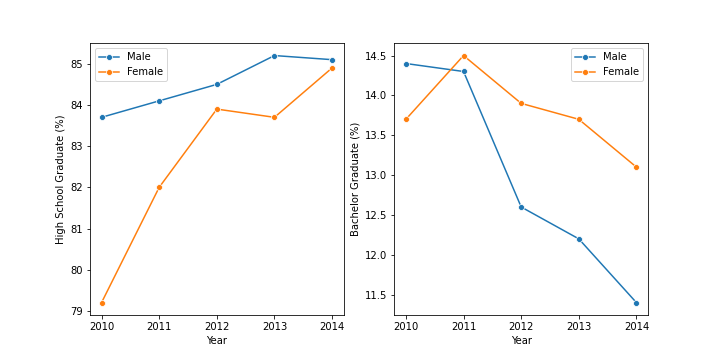 Male
Female
85
84
83
82
81
80
79
High School Graduate (%)
2010 2011 2012 2013 2014
Year
Male
Female
14.5
14.0
13.5
13.0
12.5
12.0
11.5
Bachelor Graduate (%)
2010 2011 2012 2013 2014
Year